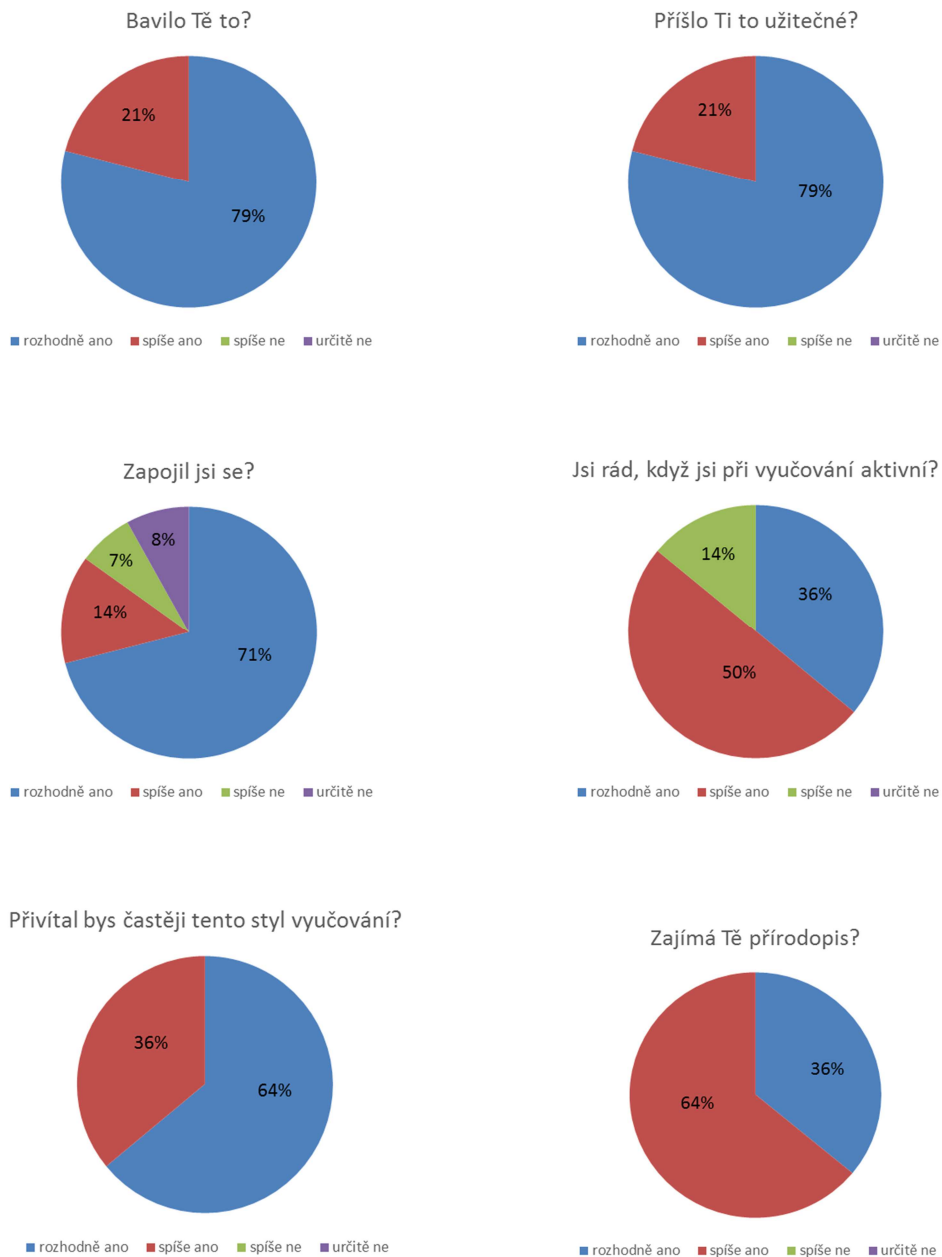 Bavilo Tě to?
21%
79%
rozhodně ano spíše ano spíše ne určitě ne
Příšlo Ti to užitečné?
21%
79%
rozhodně ano spíše ano spíše ne určitě ne
Zapojil jsi se?
8%
7%
14%
71%
rozhodně ano spíše ano spíše ne určitě ne
Jsi rád, když jsi při vyučování aktivní?
14%
36%
50%
rozhodně ano spíše ano spíše ne určitě ne
Přivítal bys častěji tento styl vyučování?
36%
64%
rozhodně ano spíše ano spíše ne určitě ne
Zajímá Tě přírodopis?
36%
64%
rozhodně ano spíše ano spíše ne určitě ne